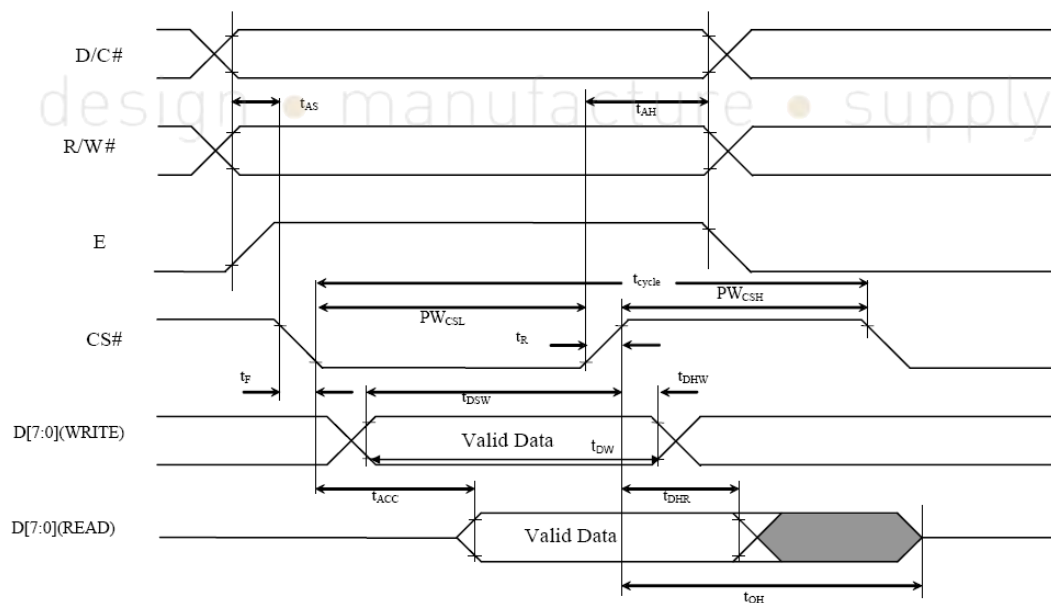 D/C#
design • manufacture • supply
tAS
tAH
R/W#
E
tcycle
PWCSL
PWCSH
CS#
tR
tF
tDSW
tDHW
D[7:0](WRITE)
Valid Data
tDW
tACC
tDHR
D[7:0](READ)
Valid Data
tOH